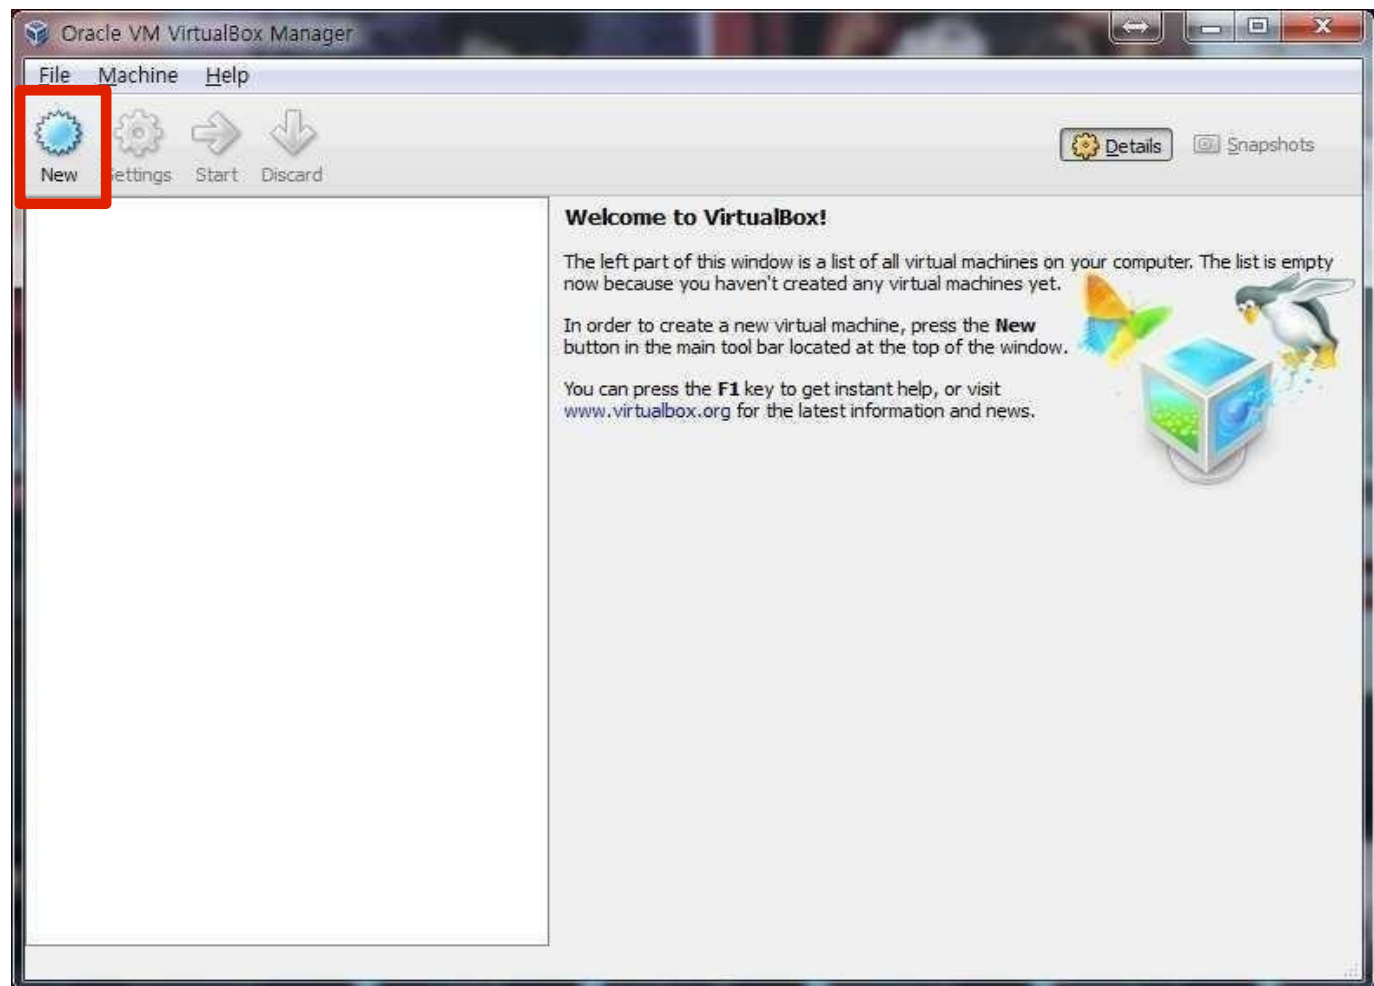 Oracle VM VirtualBox Manager
File Machine Help
New Settings Start Discard
Details Snapshots
Welcome to VirtualBox!
The left part of this window is a list of all virtual machines on your computer. The list is empty
now because you haven't created any virtual machines yet.
In order to create a new virtual machine, press the New
button in the main tool bar located at the top of the window.
You can press the F1 key to get instant help, or visit
www.virtualbox.org for the latest information and news.